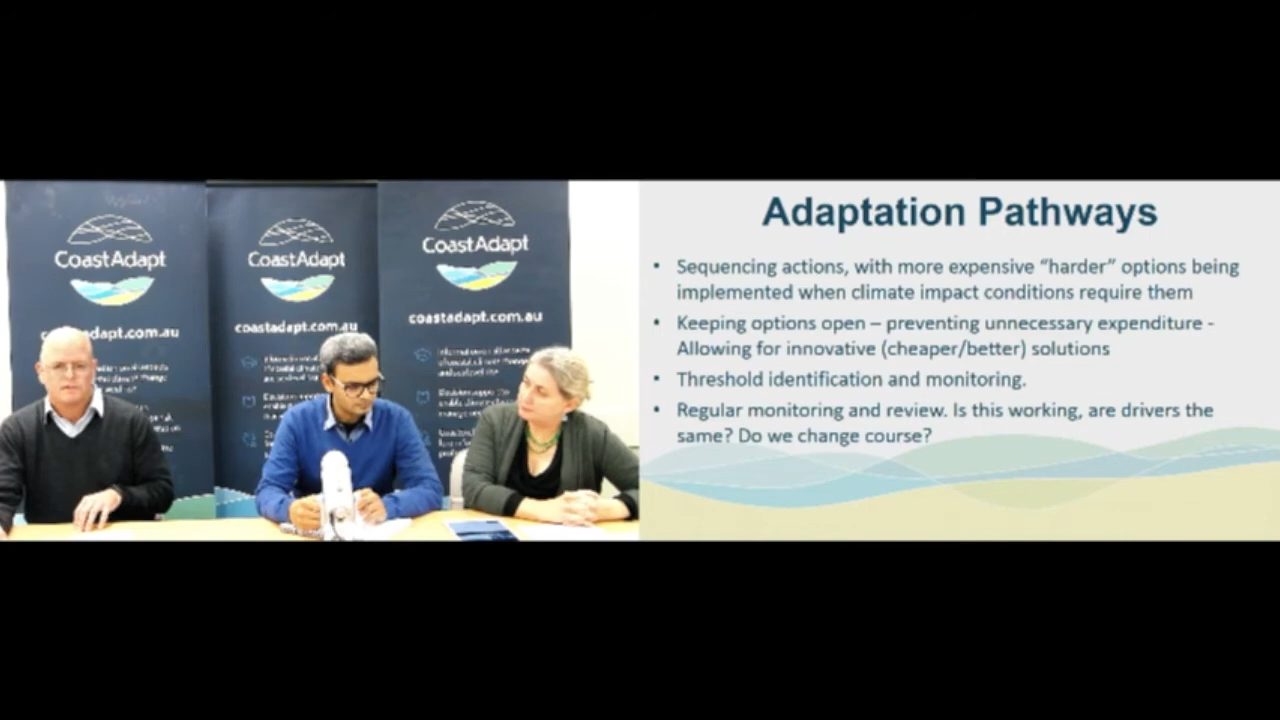 CoastAdapt
CoastAdapt
CoastAdapt
coastadapt.com.au
coastadapt.com.au
coastadapt.com.au
Adaptation Pathways
• Sequencing actions, with more expensive “harder” options being
implemented when climate impact conditions require them
• Keeping options open – preventing unnecessary expenditure -
Allowing for innovative (cheaper/better) solutions
• Threshold identification and monitoring.
• Regular monitoring and review. Is this working, are drivers the
same? Do we change course?